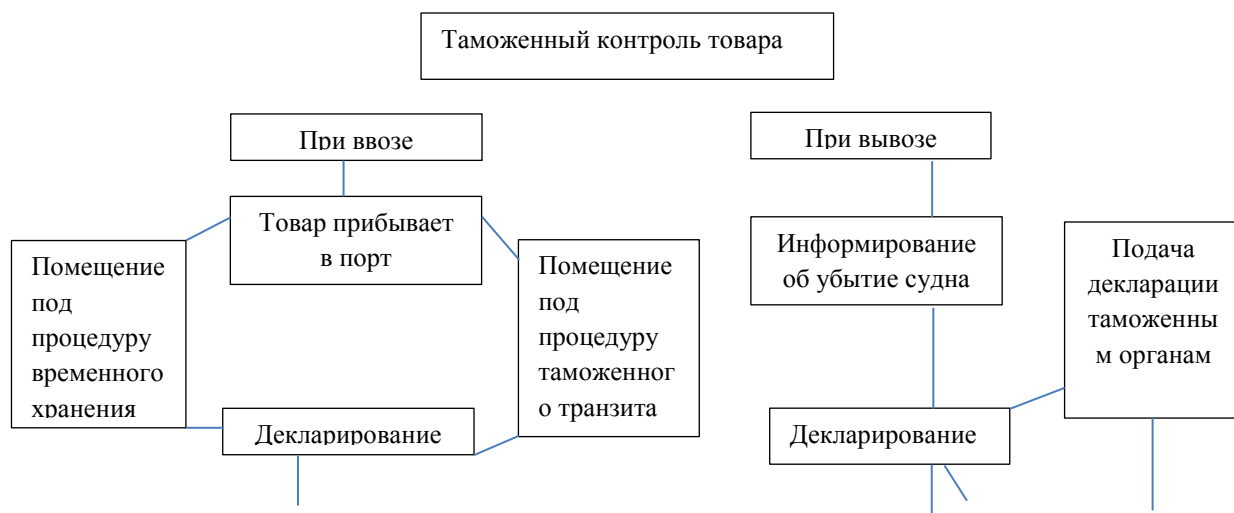 Таможенный контроль товара
При ввозе
При вывозе
Товар прибывает
в порт
Помещение
под
процедуру
временного
хранения
Помещение
под
процедуру
таможенног
о транзита
Декларирование
Информирование
об убытие судна
Подача
декларации
таможенны
м органам
Декларирование